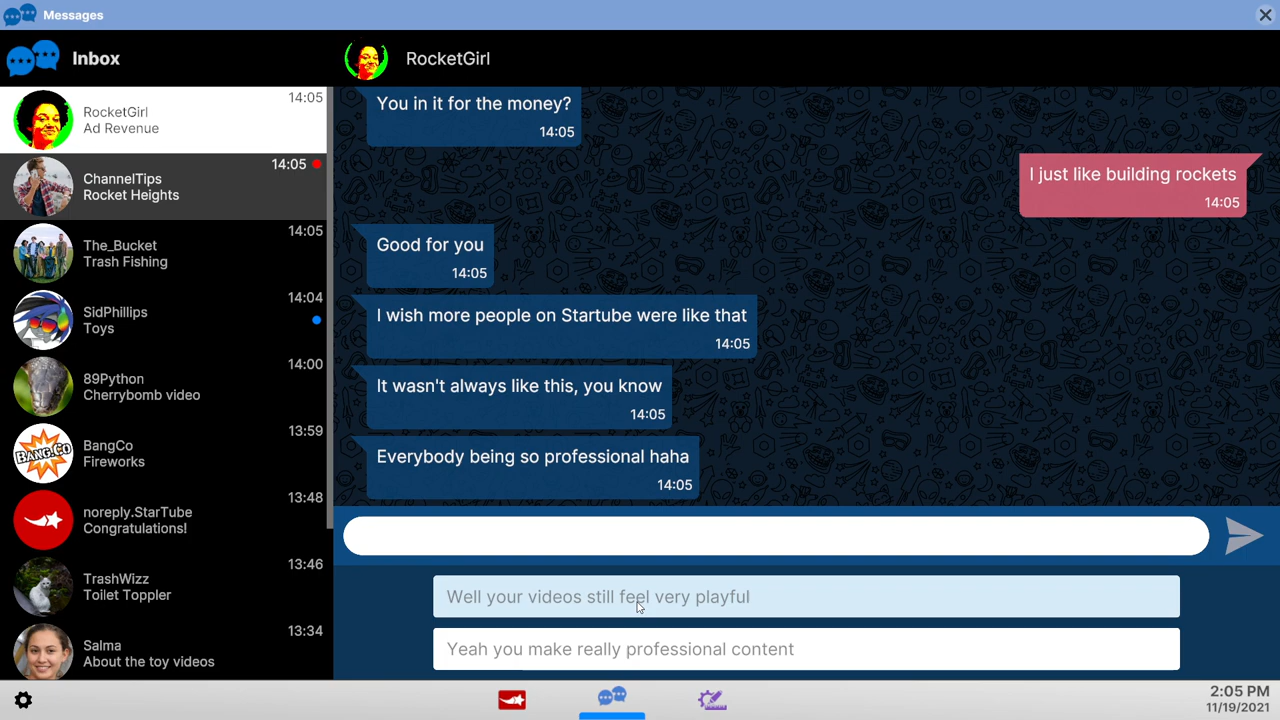 Messages
Inbox
RocketGirl
Ad Revenue
14:05
ChannelTips
Rocket Heights
14:05
The_Bucket
Trash Fishing
14:05
SidPhillips
Toys
14:04
89Python
Cherrybomb video
14:00
BANG.CO
BangCo
Fireworks
13:59
noreply.StarTube
Congratulations!
13:48
TrashWizz
Toilet Toppler
13:46
Salma
About the toy videos
13:34
RocketGirl
You in it for the money?
14:05
I just like building rockets
14:05
Good for you
14:05
I wish more people on Startube were like that
14:05
It wasn't always like this, you know
14:05
Everybody being so professional haha
14:05
Well your videos still feel very playful
Yeah you make really professional content
2:05 PM
11/19/2021